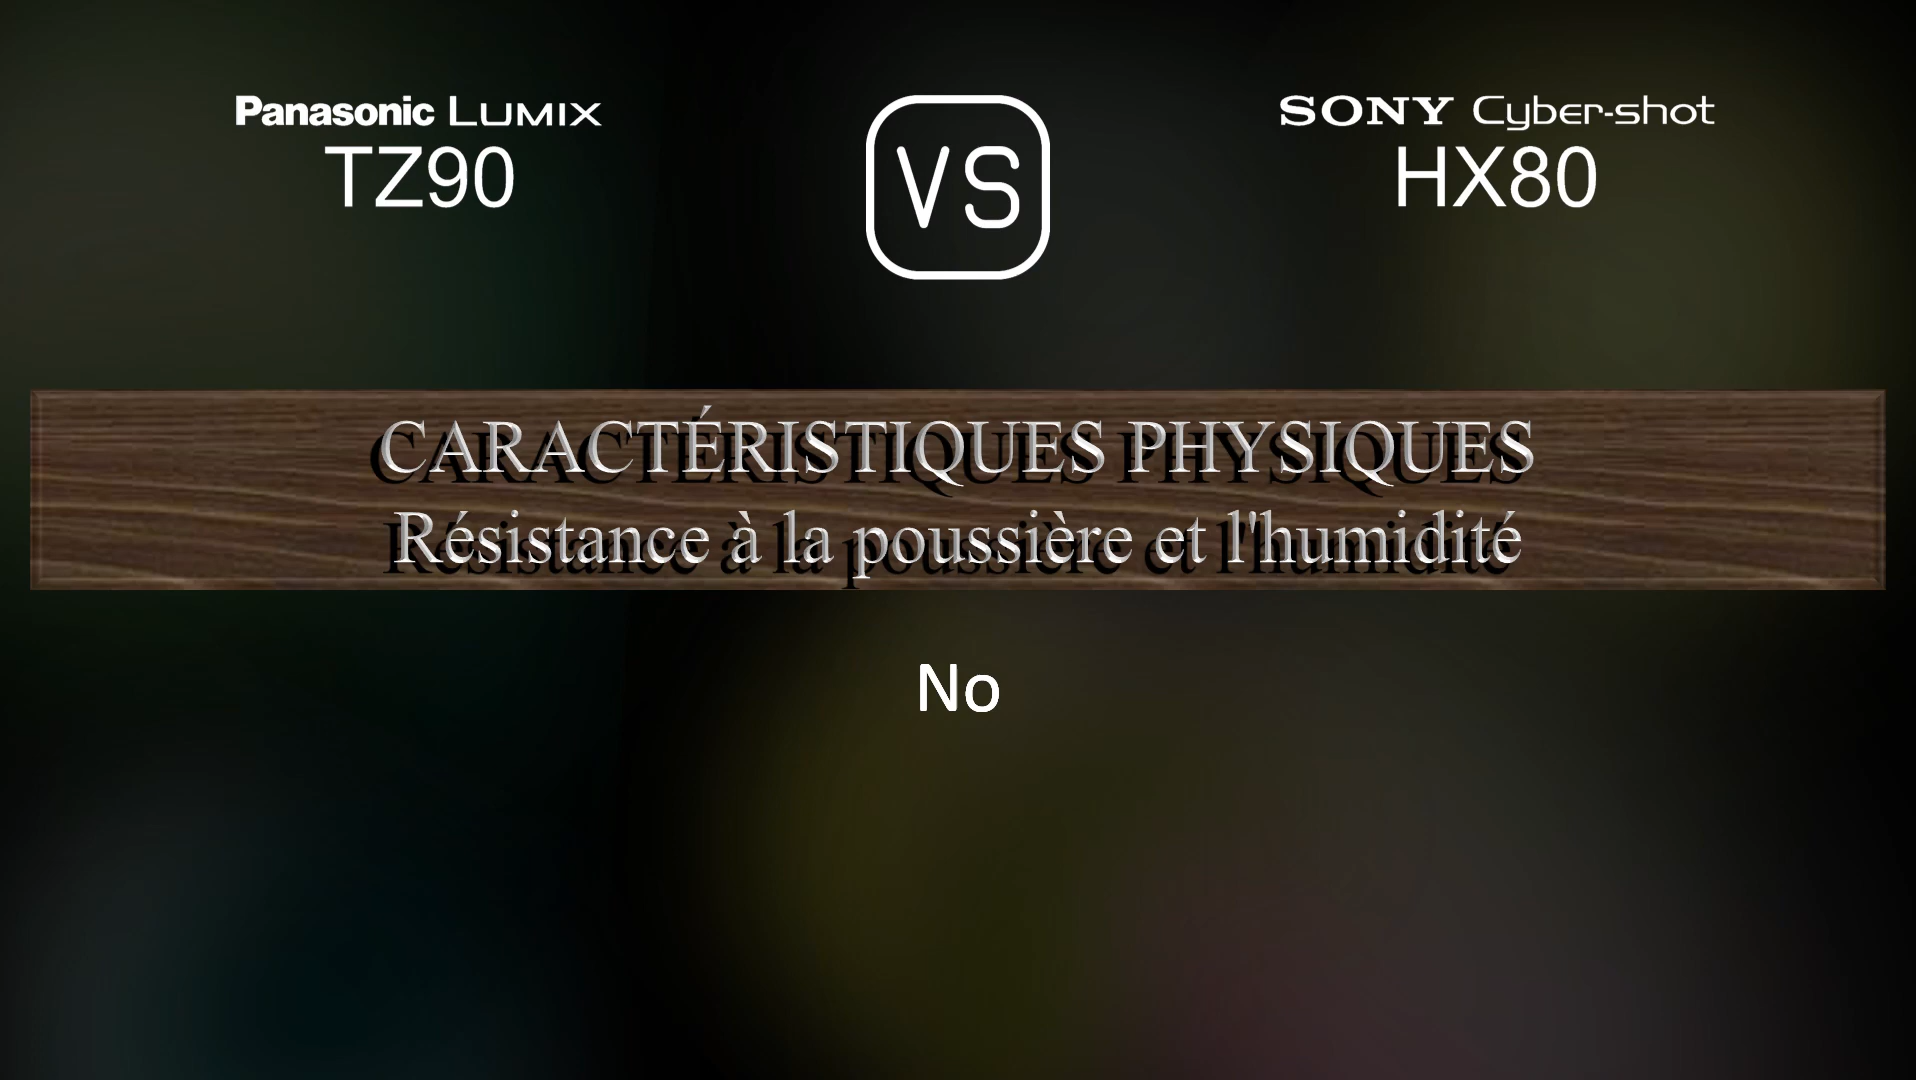 Panasonic LUMIX
TZ90
VS
SONY Cyber-shot
HX80
CARACTÉRISTIQUES PHYSIQUES
Résistance à la poussière et l'humidité
No